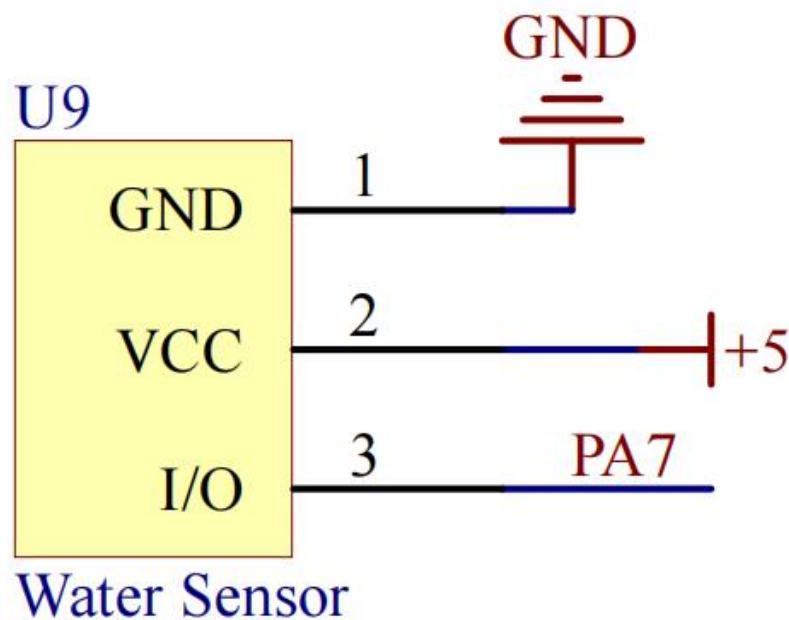 GND
U9
GND 1
VCC 2 +5
I/O 3 PA7
Water Sensor